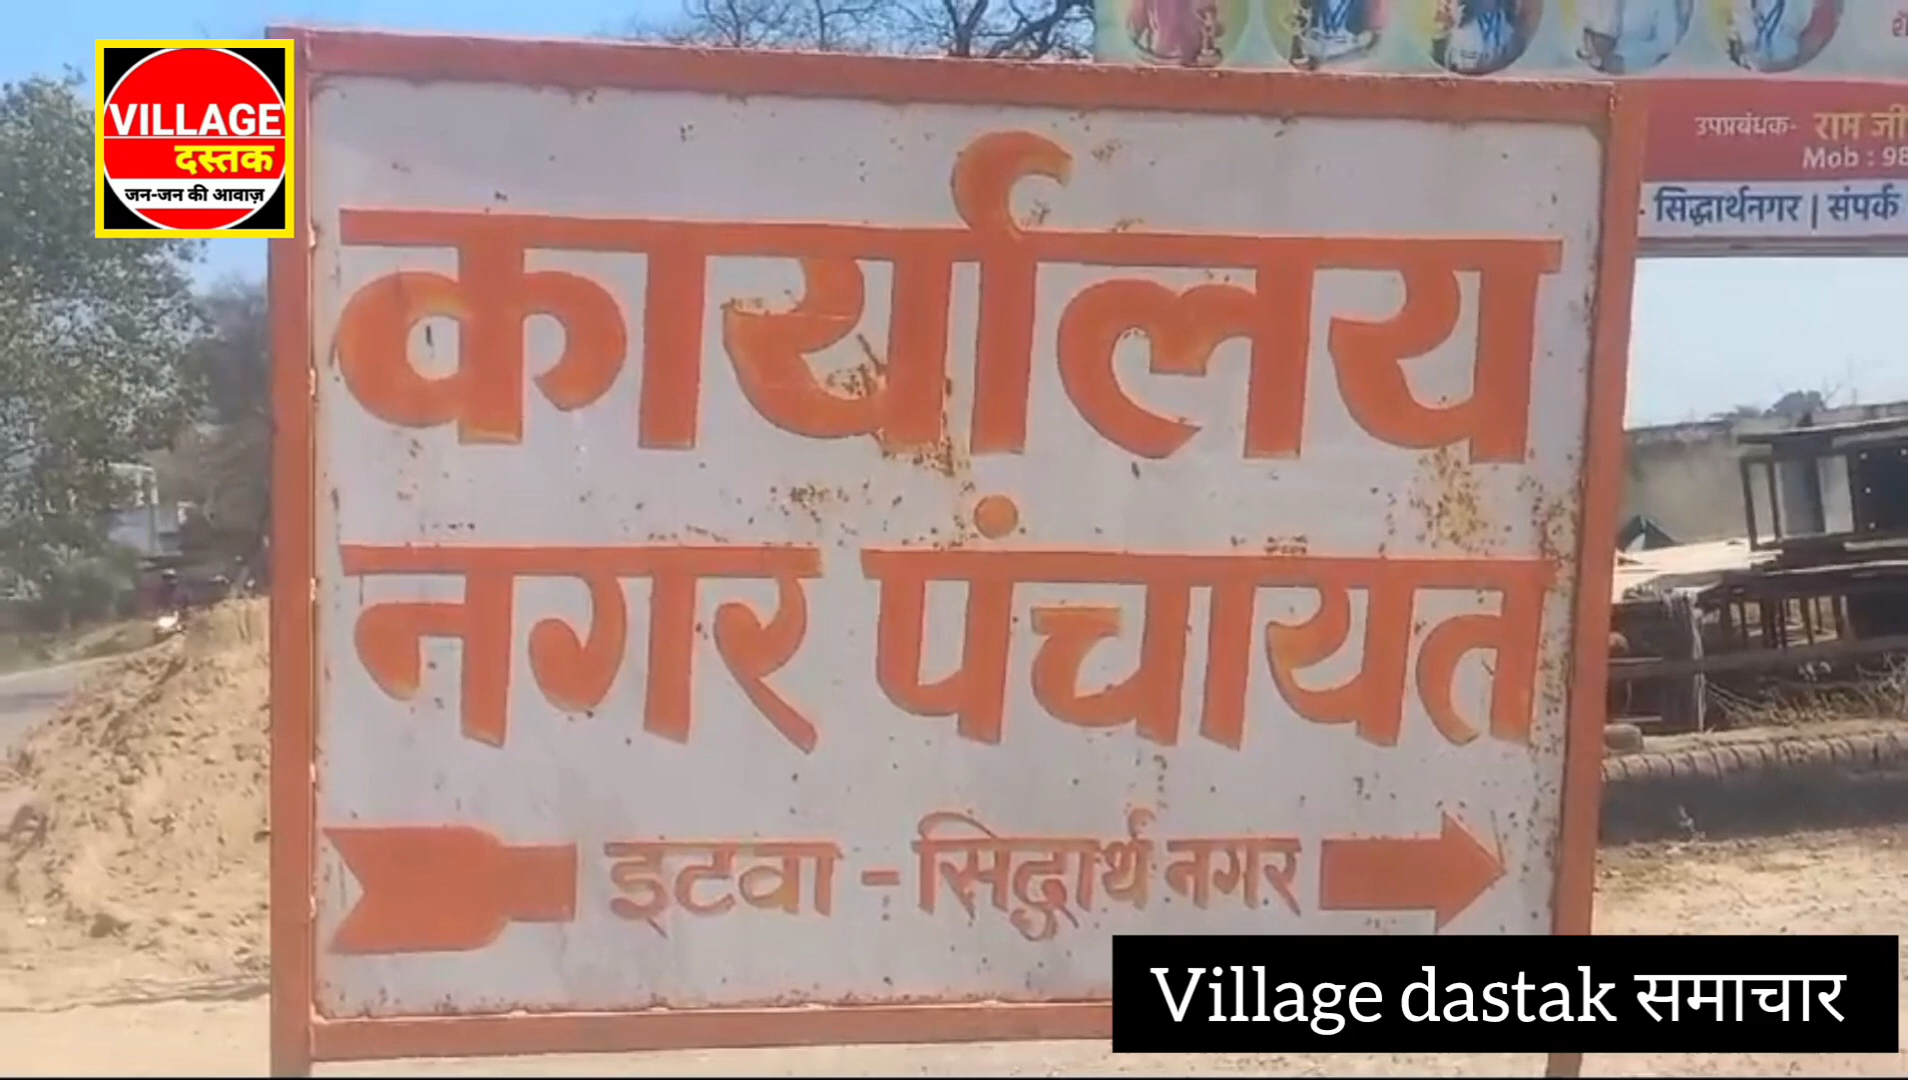 VILLAGE
दस्तक
जन-जन की आवाज़
उपप्रबंधक- राम जी
Mob : 98
सिद्धार्थनगर | संपर्क
कार्यालय
नगर पंचायत
इटवा - सिद्धार्थ नगर
Village dastak समाचार